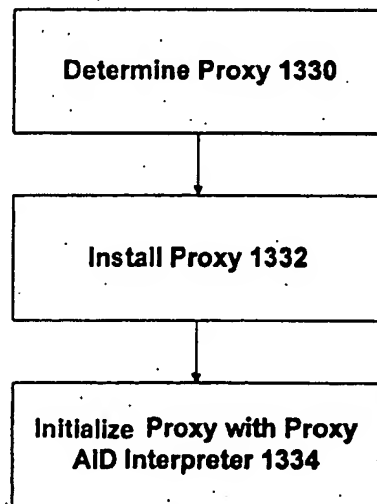 Determine Proxy 1330
Install Proxy 1332
Initialize Proxy with Proxy
AID Interpreter 1334